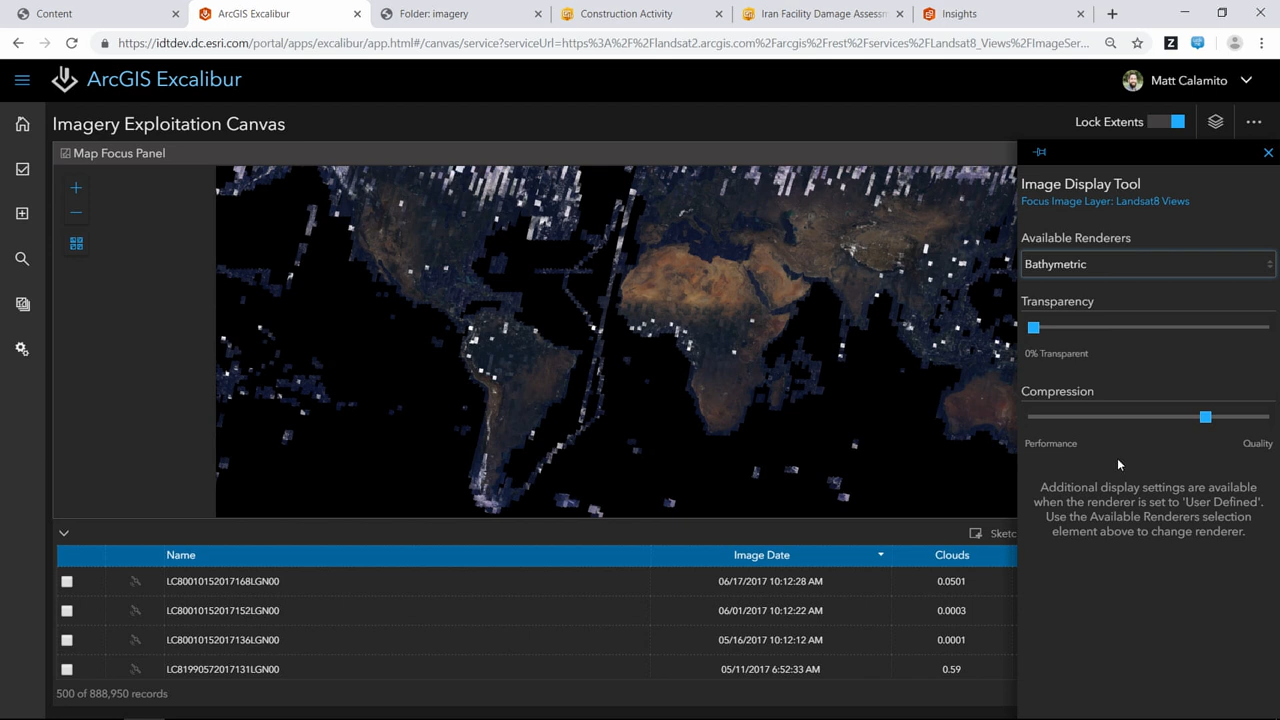 Content
ArcGIS Excalibur
Folder: imagery
Construction Activity
Iran Facility Damage Assessm
Insights
https://idtdev.dc.esri.com/portal/apps/excalibur/app.html#/canvas/service?serviceUrl=https%3A%2F%2Flandsat2.arcgis.com%2Farcgis%2Frest%2Fservices%2FLandsat8_Views%2FImageSer...
ArcGIS Excalibur
Matt Calamito
Imagery Exploitation Canvas
Lock Extents
Map Focus Panel
Image Display Tool
Focus Image Layer: Landsat8 Views
Available Renderers
Bathymetric
Transparency
0% Transparent
Compression
Performance Quality
Additional display settings are available
when the renderer is set to 'User Defined'.
Use the Available Renderers selection
element above to change renderer.
Sketc
Name Image Date Clouds
LC80010152017168LGN00 06/17/2017 10:12:28 AM 0.0501
LC80010152017152LGN00 06/01/2017 10:12:22 AM 0.0003
LC80010152017136LGN00 05/16/2017 10:12:12 AM 0.0001
LC81990572017131LGN00 05/11/2017 6:52:33 AM 0.59
500 of 888,950 records